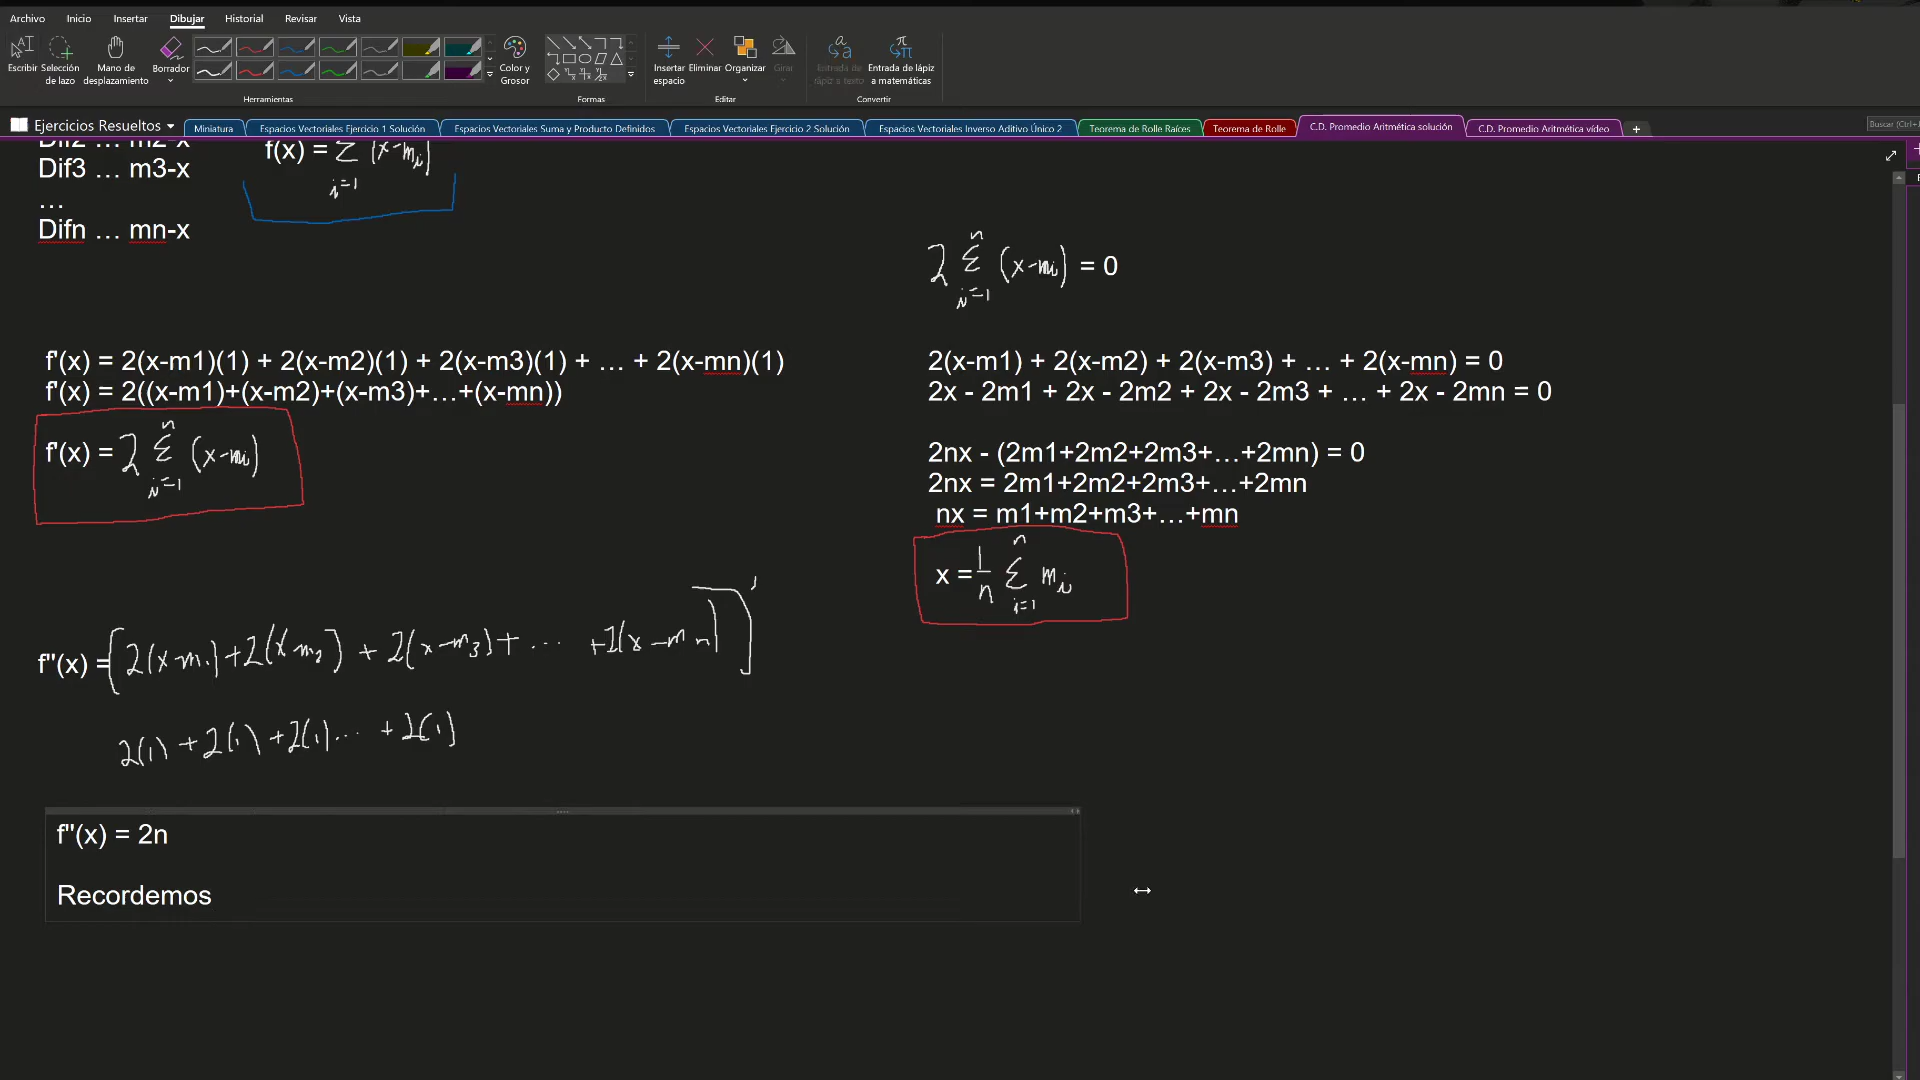 Archivo Inicio Insertar Dibujar Historial Revisar Vista
Escribir Selección de lazo Mano de desplazamiento Borrador Color y Grosor Insertar espacio Eliminar Organizar Girar Entrada de lápiz a texto Entrada de lápiz a matemáticas
Herramientas Formas Editar Convertir
Ejercicios Resueltos Miniatura Espacios Vectoriales Ejercicio 1 Solución Espacios Vectoriales Suma y Producto Definidos Espacios Vectoriales Ejercicio 2 Solución Espacios Vectoriales Inverso Aditivo Único 2 Teorema de Rolle Raíces Teorema de Rolle C.D. Promedio Aritmética solución C.D. Promedio Aritmética vídeo + Buscar (Ctrl+
Dif2 … m2-x
Dif3 … m3-x
…
Difn … mn-x
f(x) = Σ (x-mi)
i=1
f'(x) = 2(x-m1)(1) + 2(x-m2)(1) + 2(x-m3)(1) + … + 2(x-mn)(1)
f'(x) = 2((x-m1)+(x-m2)+(x-m3)+…+(x-mn))
n
f'(x) = 2 Σ (x-mi)
i=1
f''(x) = [2(x-m1)+2(x-m2) + 2(x-m3)+ ... +2(x-mn)]'
2(1) + 2(1) + 2(1) ... + 2(1)
f''(x) = 2n
Recordemos
n
2 Σ (x-mi) = 0
i=1
2(x-m1) + 2(x-m2) + 2(x-m3) + … + 2(x-mn) = 0
2x - 2m1 + 2x - 2m2 + 2x - 2m3 + … + 2x - 2mn = 0
2nx - (2m1+2m2+2m3+…+2mn) = 0
2nx = 2m1+2m2+2m3+…+2mn
nx = m1+m2+m3+…+mn
n
x = 1/n Σ mi
i=1